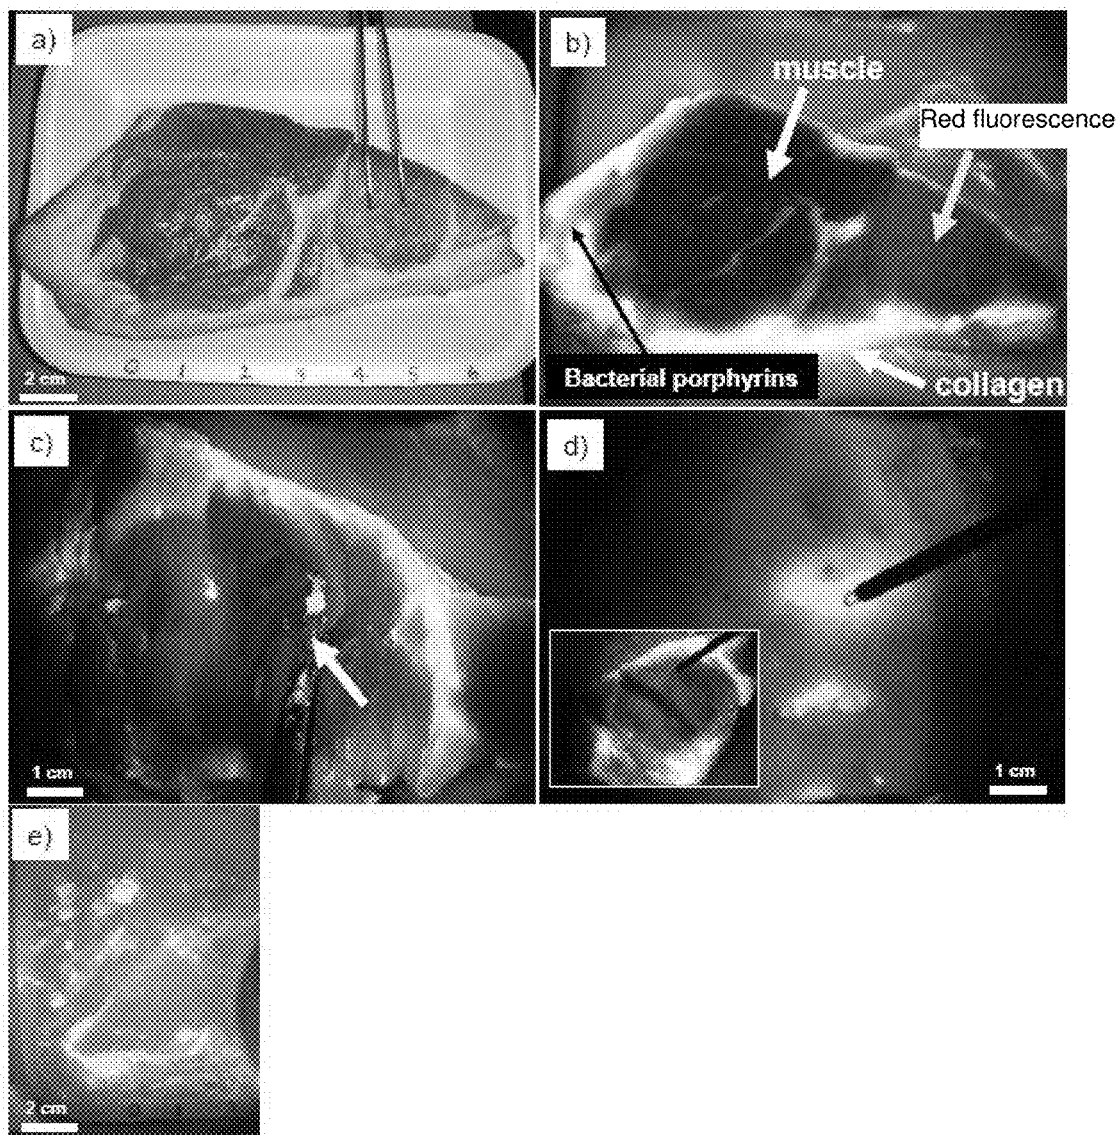 a)
2 cm
b)
muscle
Red fluorescence
Bacterial porphyrins
collagen
c)
1 cm
d)
1 cm
e)
2 cm